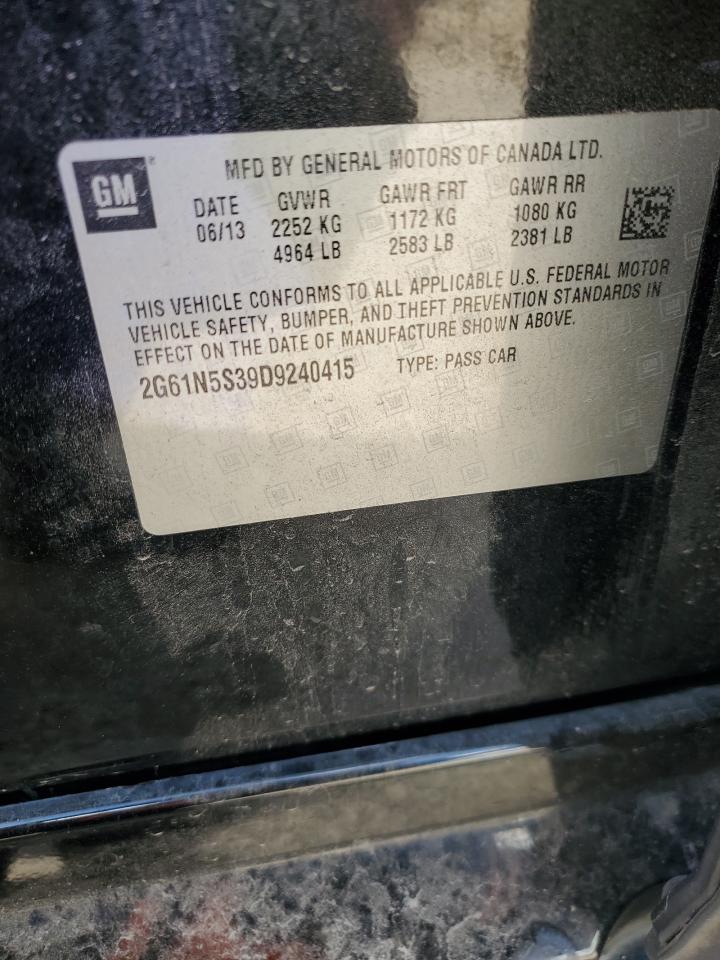 GM
MFD BY GENERAL MOTORS OF CANADA LTD.
DATE GVWR GAWR FRT GAWR RR
06/13 2252 KG 1172 KG 1080 KG
4964 LB 2583 LB 2381 LB
THIS VEHICLE CONFORMS TO ALL APPLICABLE U.S. FEDERAL MOTOR
VEHICLE SAFETY, BUMPER, AND THEFT PREVENTION STANDARDS IN
EFFECT ON THE DATE OF MANUFACTURE SHOWN ABOVE.
2G61N5S39D9240415 TYPE: PASS CAR